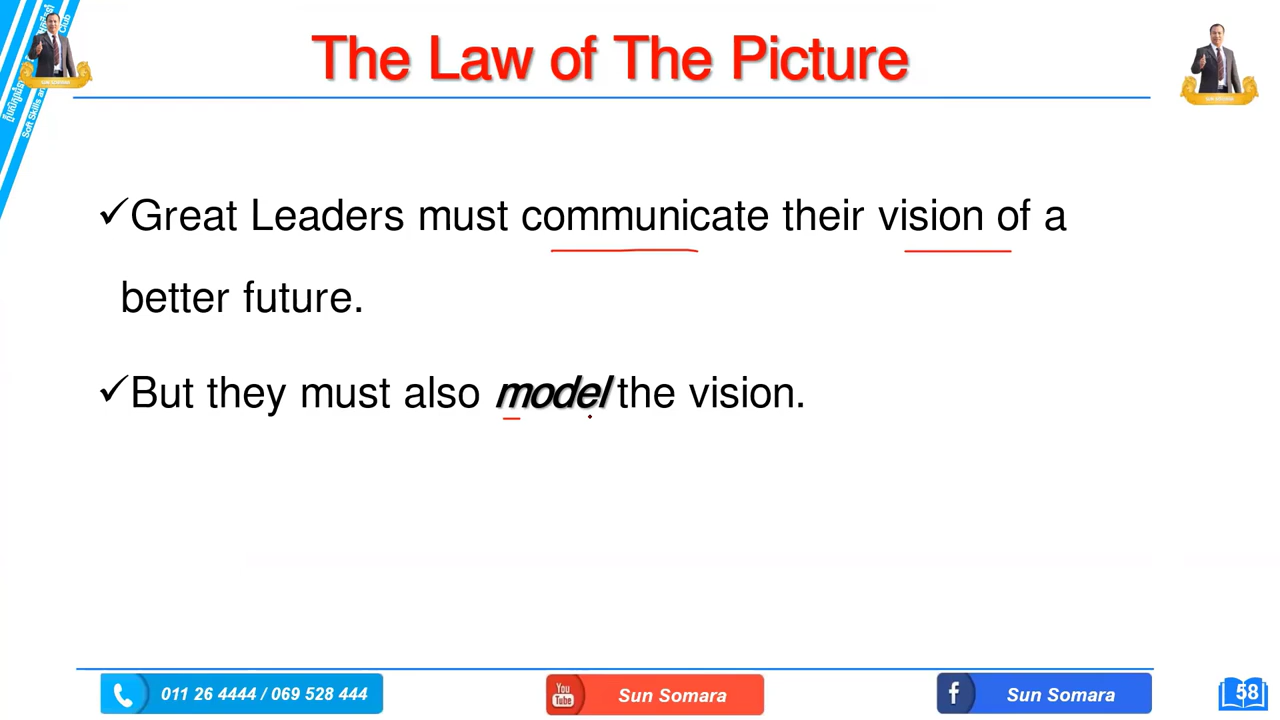 The Law of The Picture
✓Great Leaders must communicate their vision of a
better future.
✓But they must also model the vision.
011 26 4444 / 069 528 444
You
Tube
Sun Somara
f
Sun Somara
58